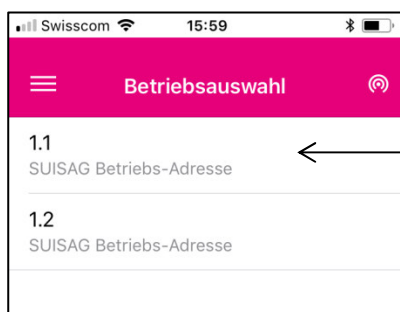 Swisscom 15:59
Betriebsauswahl
1.1
SUISAG Betriebs-Adresse
1.2
SUISAG Betriebs-Adresse